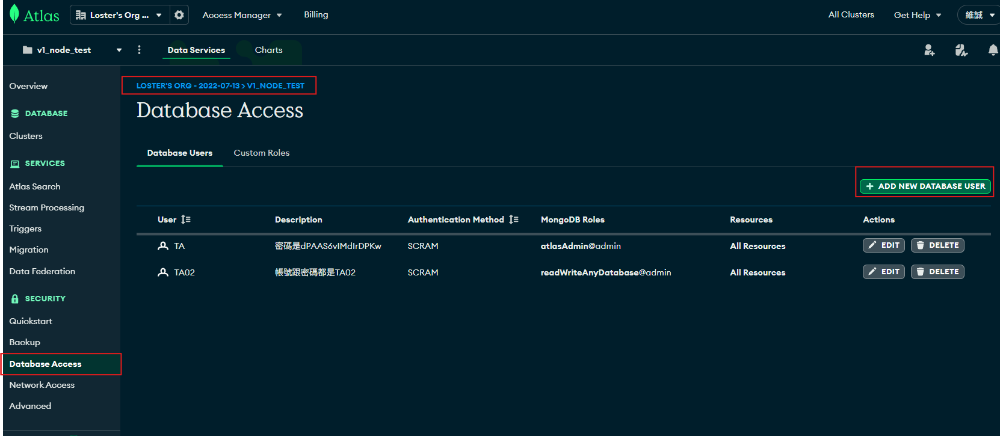 Atlas Loster's Org ... Access Manager Billing All Clusters Get Help 維誠
v1_node_test Data Services Charts
Overview
DATABASE
Clusters
SERVICES
Atlas Search
Stream Processing
Triggers
Migration
Data Federation
SECURITY
Quickstart
Backup
Database Access
Network Access
Advanced
LOSTER'S ORG - 2022-07-13 > V1_NODE_TEST
Database Access
Database Users Custom Roles
+ ADD NEW DATABASE USER
User Description Authentication Method MongoDB Roles Resources Actions
TA 密碼是dPAAS6vIMdIrDPKw SCRAM atlasAdmin@admin All Resources EDIT DELETE
TA02 帳號跟密碼都是TA02 SCRAM readWriteAnyDatabase@admin All Resources EDIT DELETE